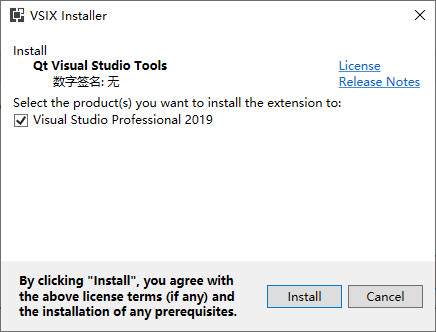 VSIX Installer
Install
Qt Visual Studio Tools
License
数字签名: 无
Release Notes
Select the product(s) you want to install the extension to:
Visual Studio Professional 2019
By clicking "Install", you agree with
the above license terms (if any) and
the installation of any prerequisites.
Install
Cancel